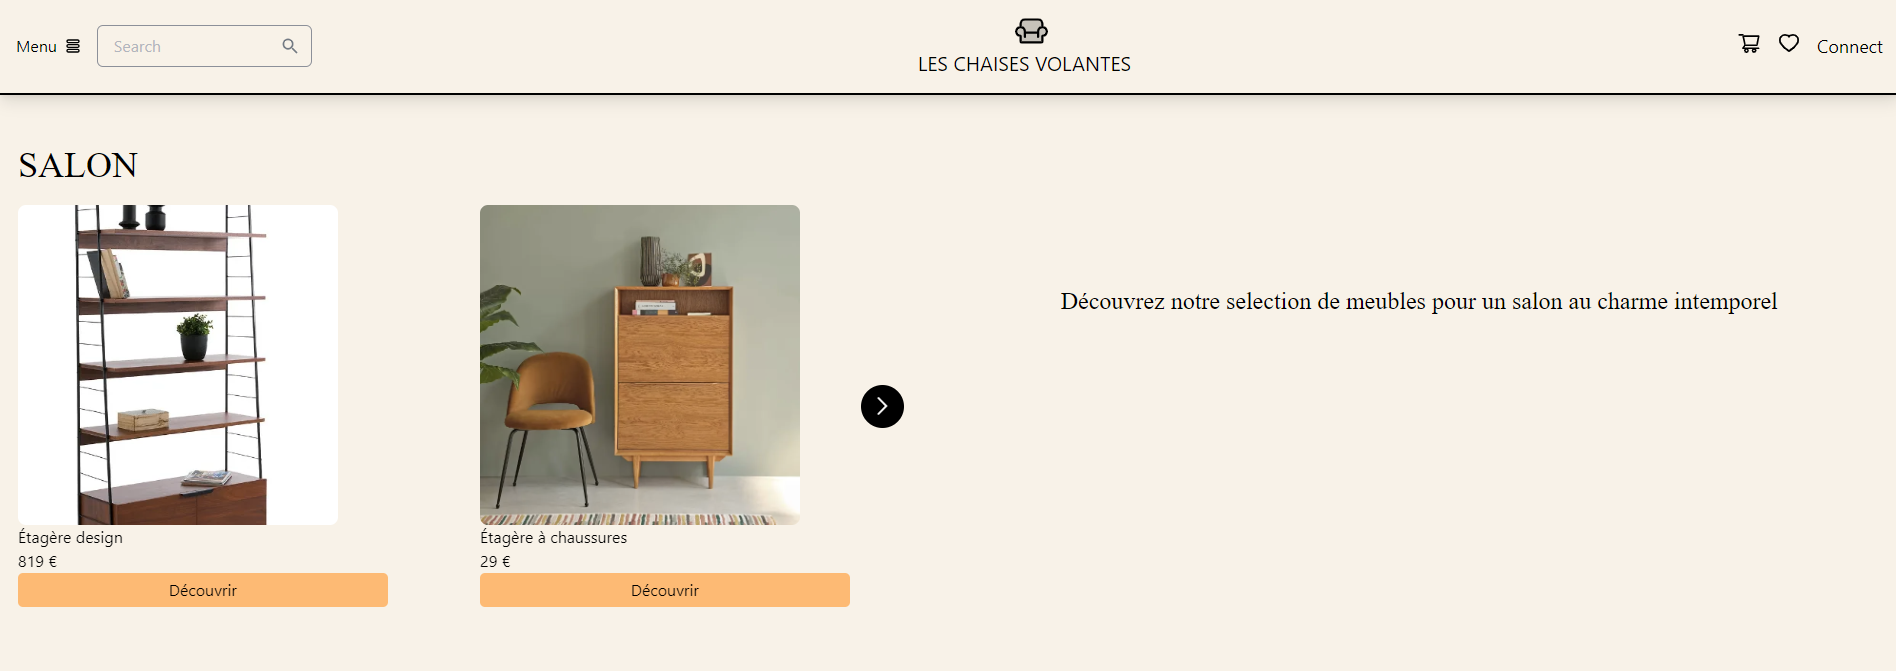 Menu
Search
LES CHAISES VOLANTES
Connect
SALON
Découvrez notre selection de meubles pour un salon au charme intemporel
Étagère design
819 €
Découvrir
Étagère à chaussures
29 €
Découvrir